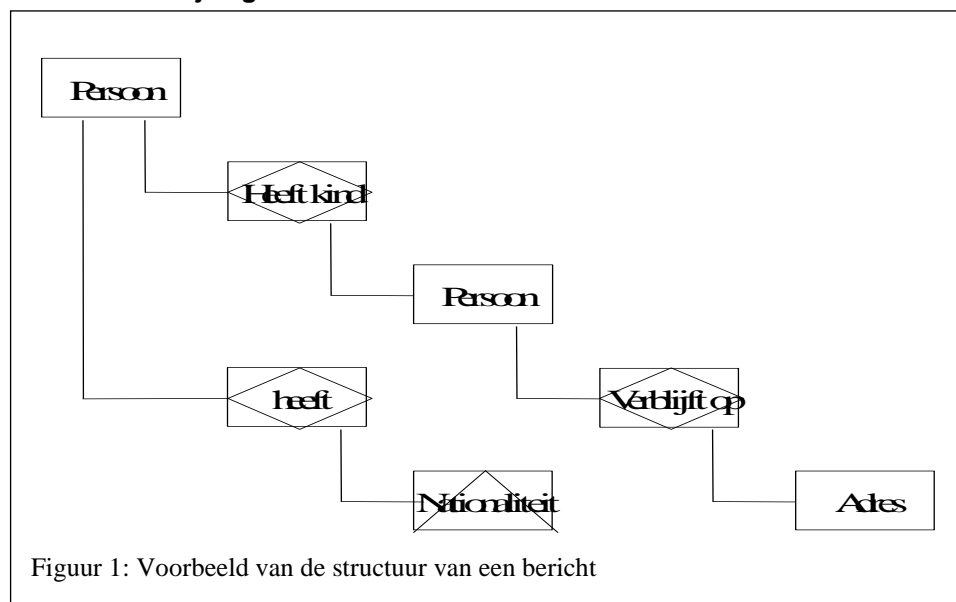 Persoon
Heeft kind
Persoon
heeft
Verblijft op
Nationaliteit
Adres
Figuur 1: Voorbeeld van de structuur van een bericht